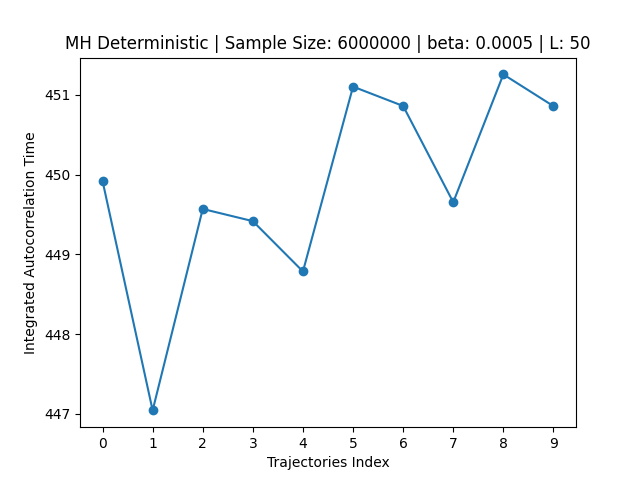 MH Deterministic | Sample Size: 6000000 | beta: 0.0005 | L: 50
451
450
449
448
447
Integrated Autocorrelation Time
0 1 2 3 4 5 6 7 8 9
Trajectories Index